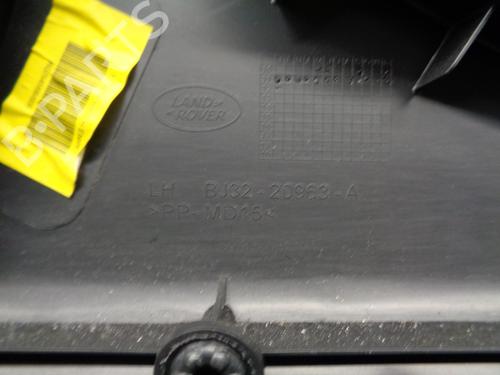 B-PARTS
LAND
ROVER
LH BJ32-20963-A
>PP-MD15<